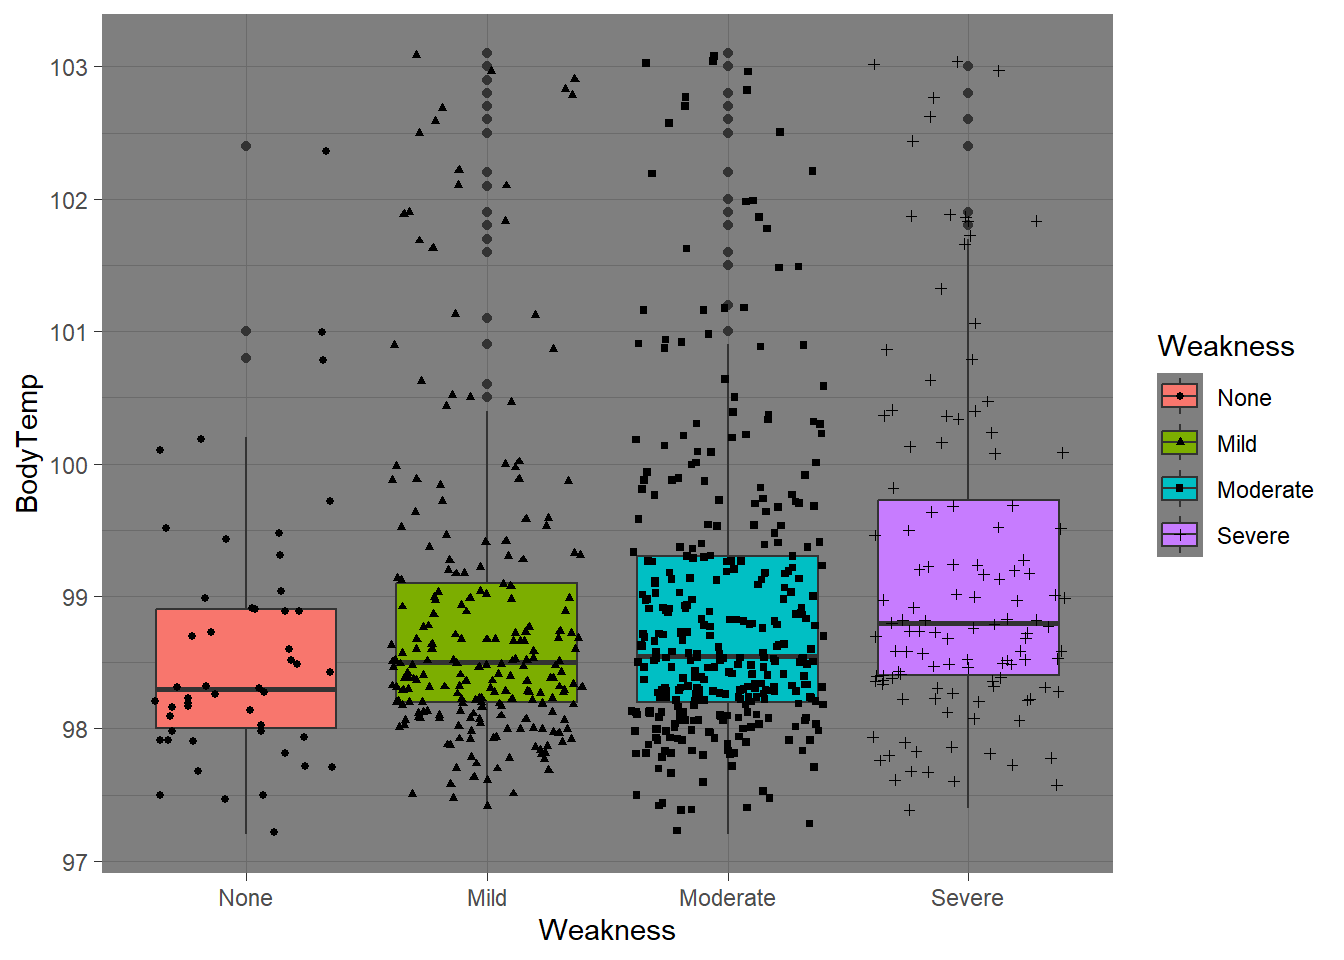 103
102
101
100
99
98
97
BodyTemp
None
Mild
Moderate
Severe
Weakness
Weakness
None
Mild
Moderate
Severe